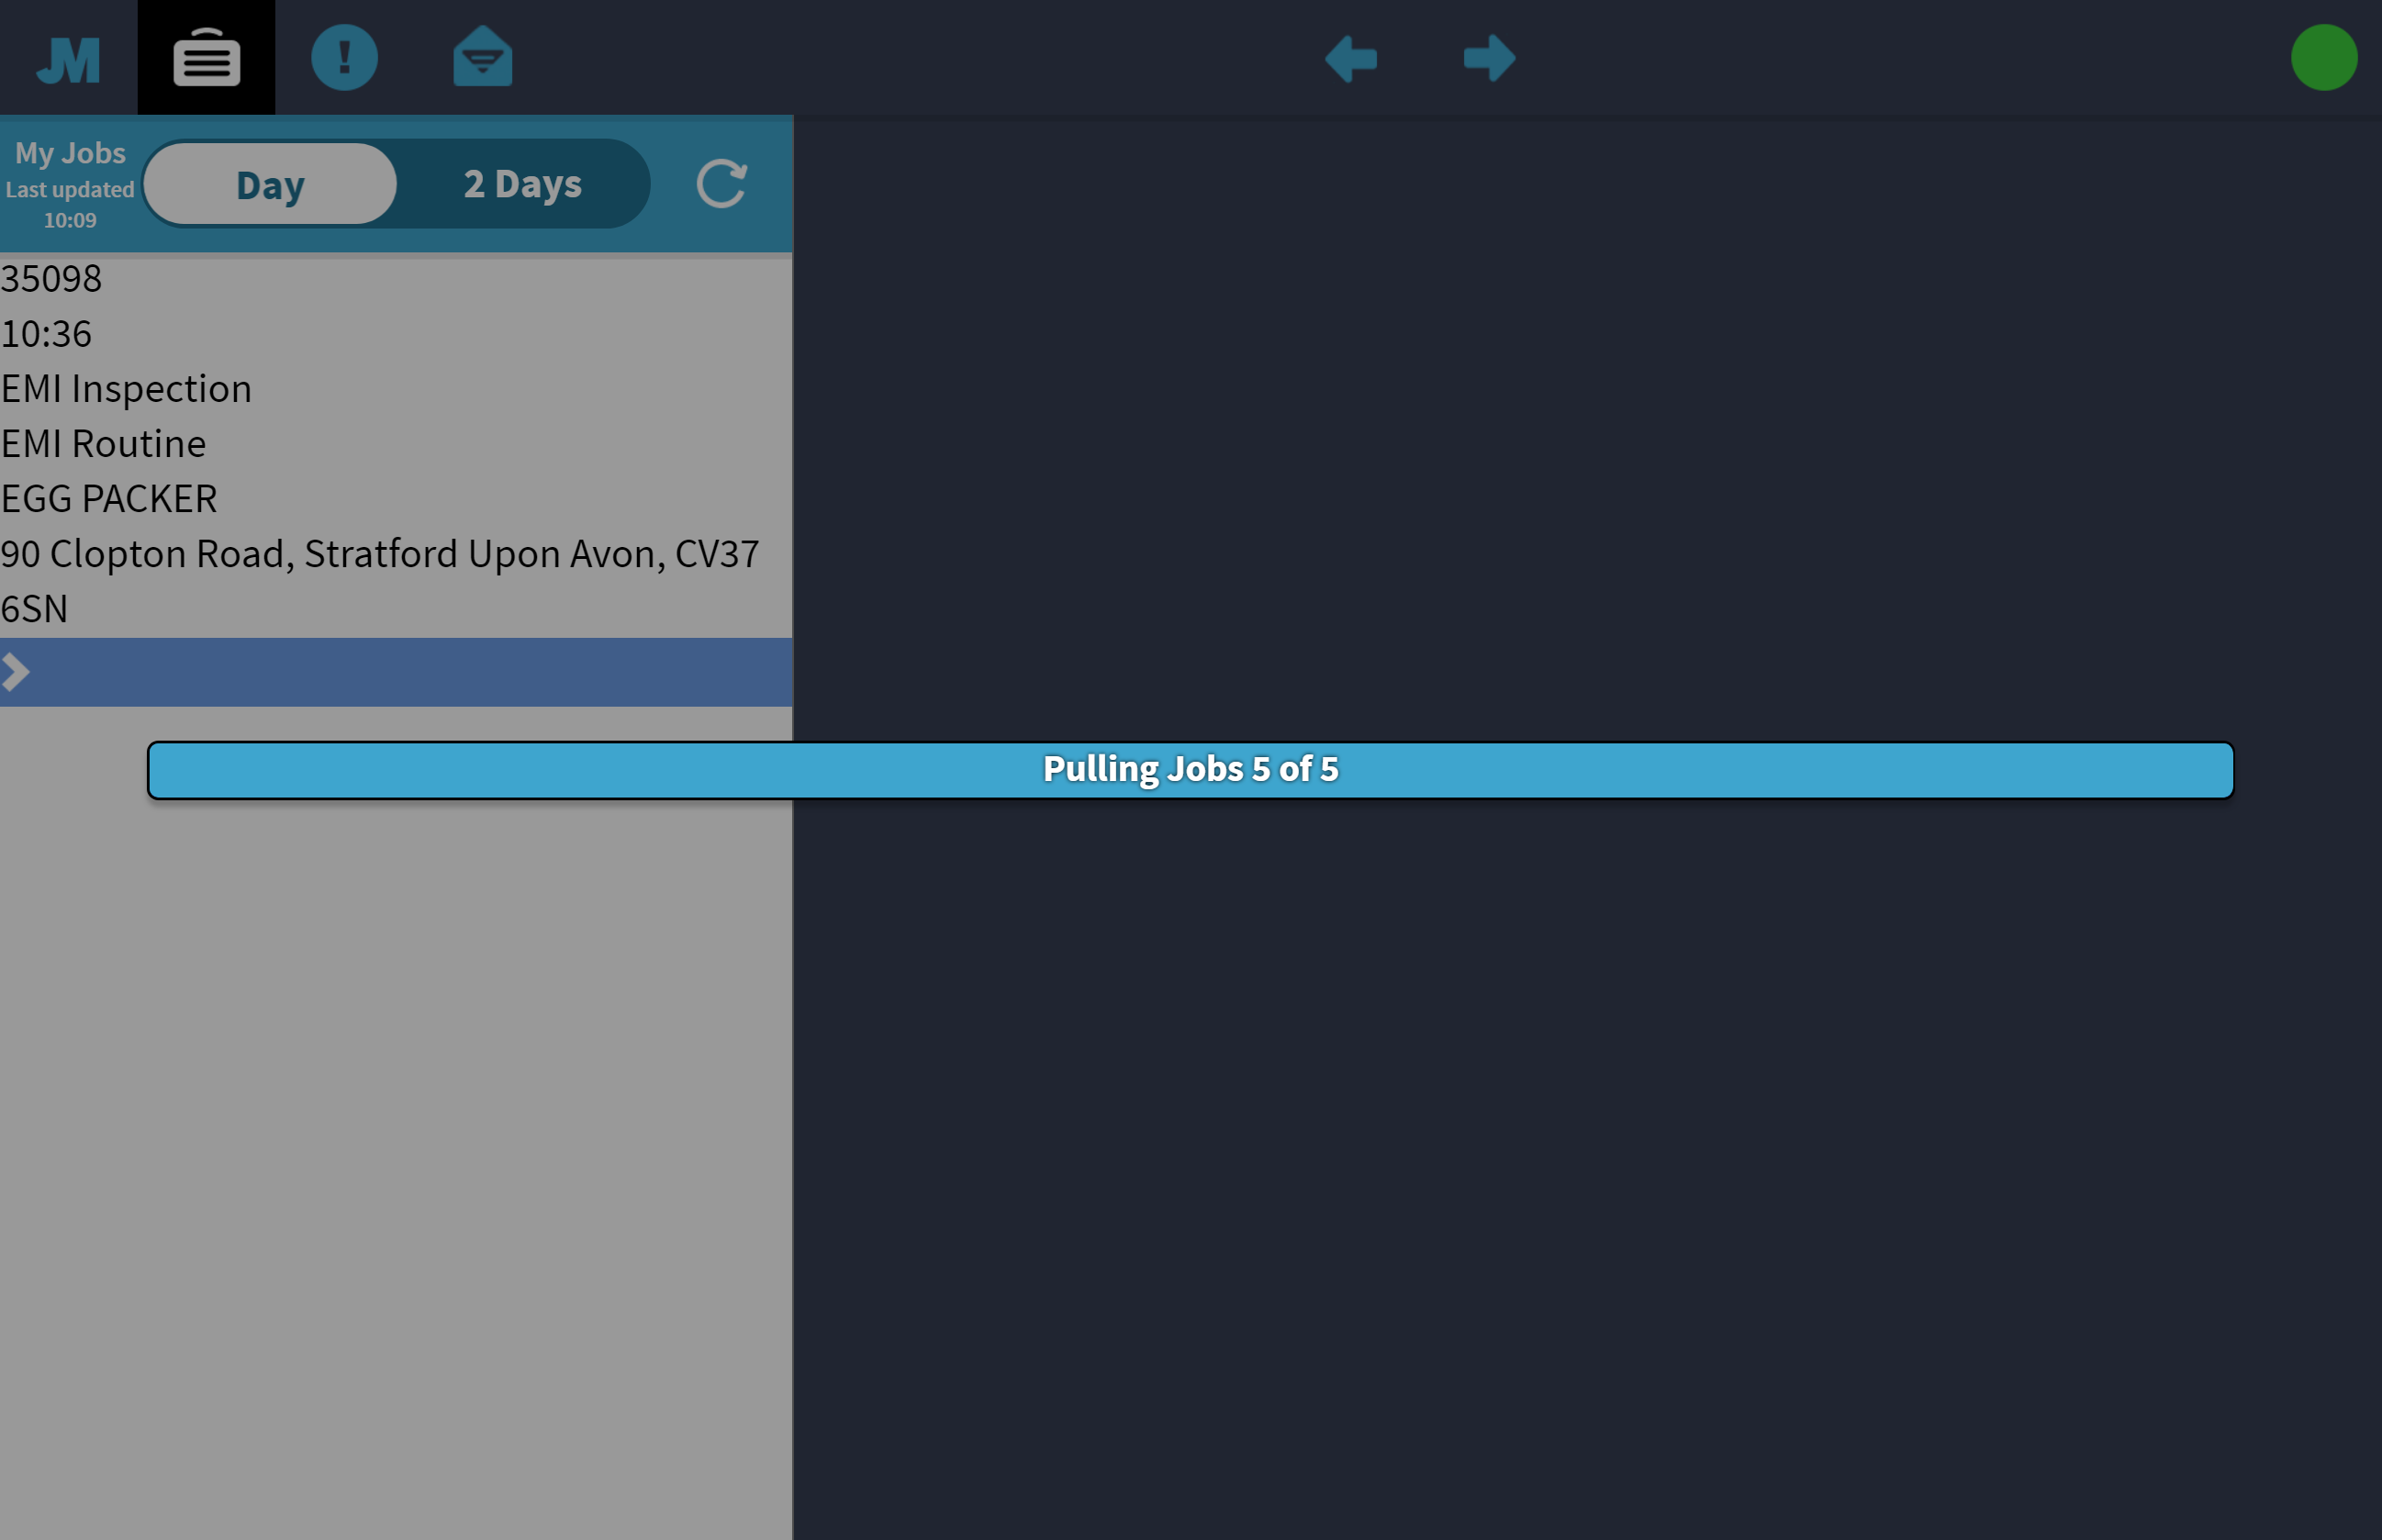 JM
!
My Jobs
Last updated
10:09
Day
2 Days
35098
10:36
EMI Inspection
EMI Routine
EGG PACKER
90 Clopton Road, Stratford Upon Avon, CV37
6SN
Pulling Jobs 5 of 5